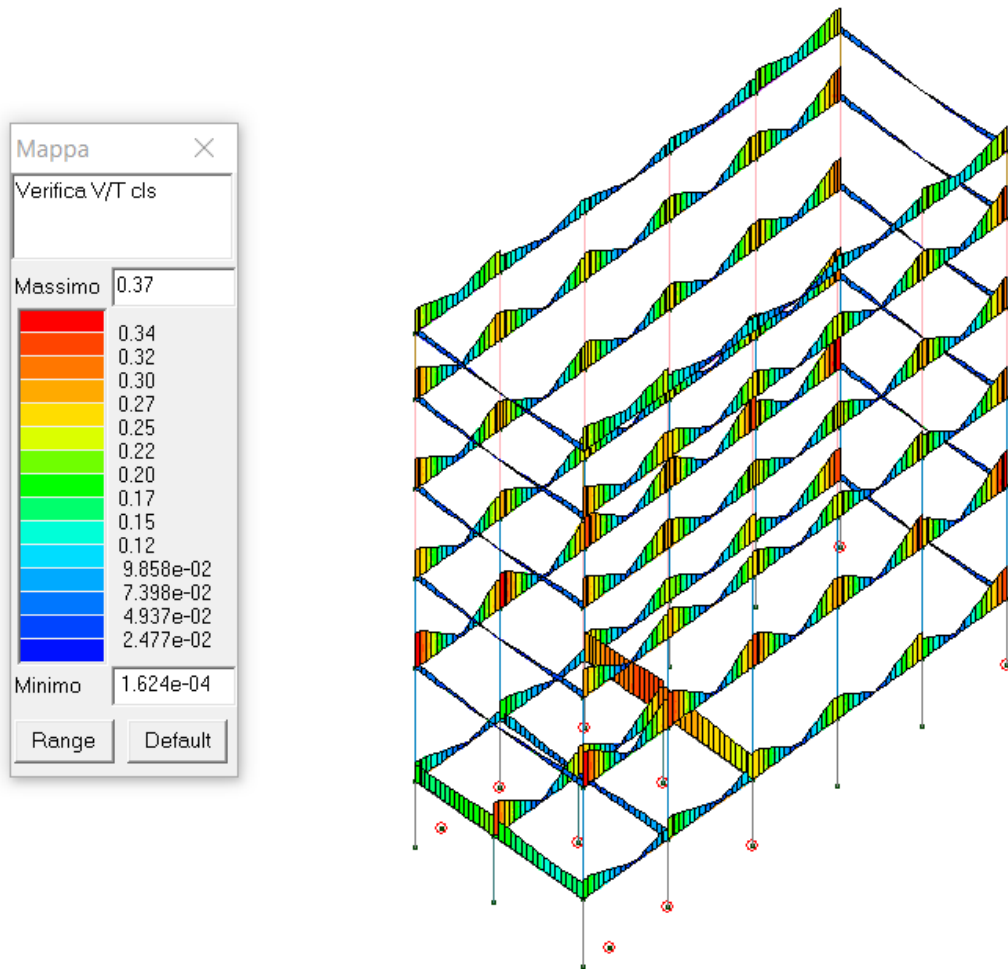 Mappa
Verifica V/T cls
Massimo 0.37
0.34
0.32
0.30
0.27
0.25
0.22
0.20
0.17
0.15
0.12
9.858e-02
7.398e-02
4.937e-02
2.477e-02
Minimo 1.624e-04
Range Default